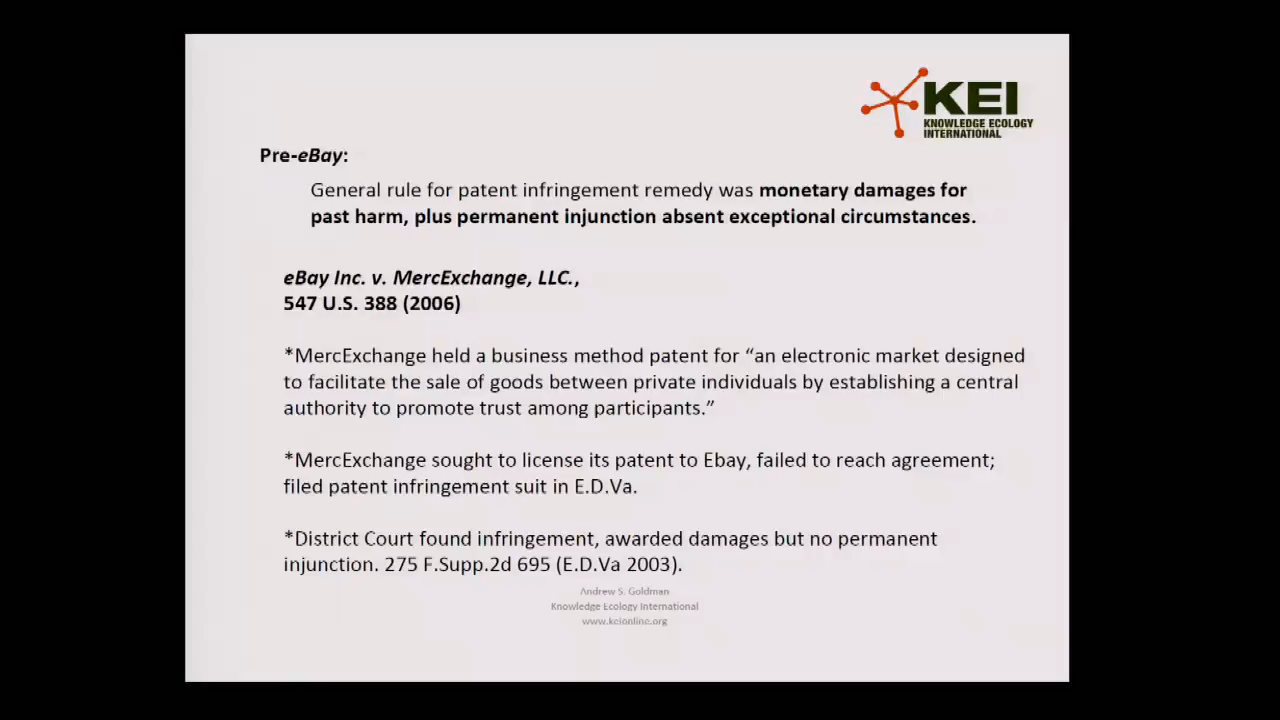 KEI
KNOWLEDGE ECOLOGY
INTERNATIONAL
Pre-eBay:
General rule for patent infringement remedy was monetary damages for
past harm, plus permanent injunction absent exceptional circumstances.
eBay Inc. v. MercExchange, LLC.,
547 U.S. 388 (2006)
*MercExchange held a business method patent for “an electronic market designed
to facilitate the sale of goods between private individuals by establishing a central
authority to promote trust among participants.”
*MercExchange sought to license its patent to Ebay, failed to reach agreement;
filed patent infringement suit in E.D.Va.
*District Court found infringement, awarded damages but no permanent
injunction. 275 F.Supp.2d 695 (E.D.Va 2003).
Andrew S. Goldman
Knowledge Ecology International
www.keionline.org